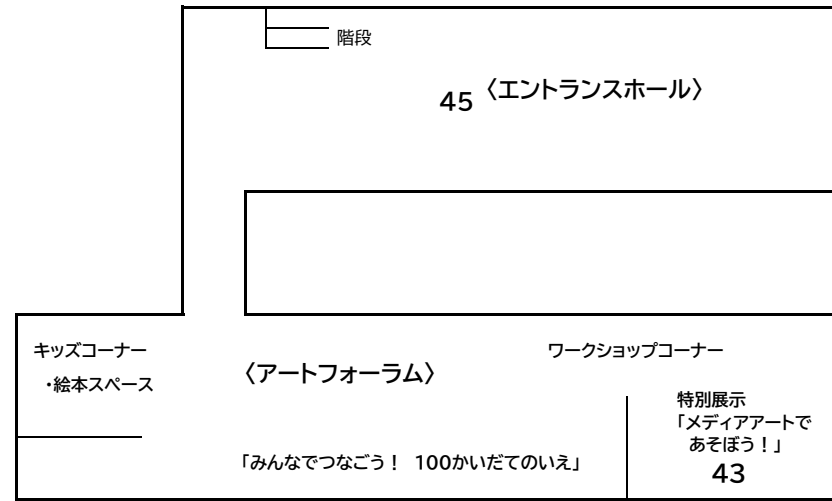 階段
45 〈エントランスホール〉
キッズコーナー
・絵本スペース
〈アートフォーラム〉
ワークショップコーナー
特別展示
「メディアアートで
あそぼう！」
43
「みんなでつなごう！ 100かいだてのいえ」